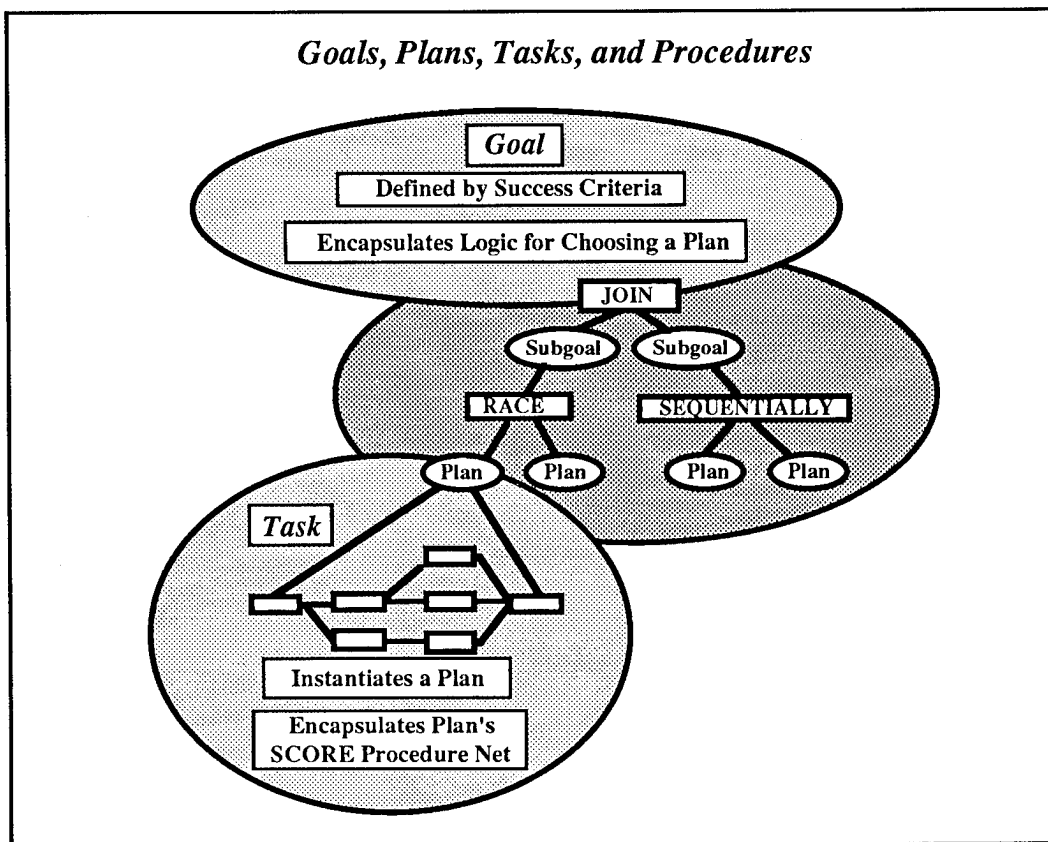 Goals, Plans, Tasks, and Procedures
Goal
Defined by Success Criteria
Encapsulates Logic for Choosing a Plan
JOIN
Subgoal Subgoal
RACE SEQUENTIALLY
Plan Plan Plan Plan
Task
Instantiates a Plan
Encapsulates Plan's
SCORE Procedure Net